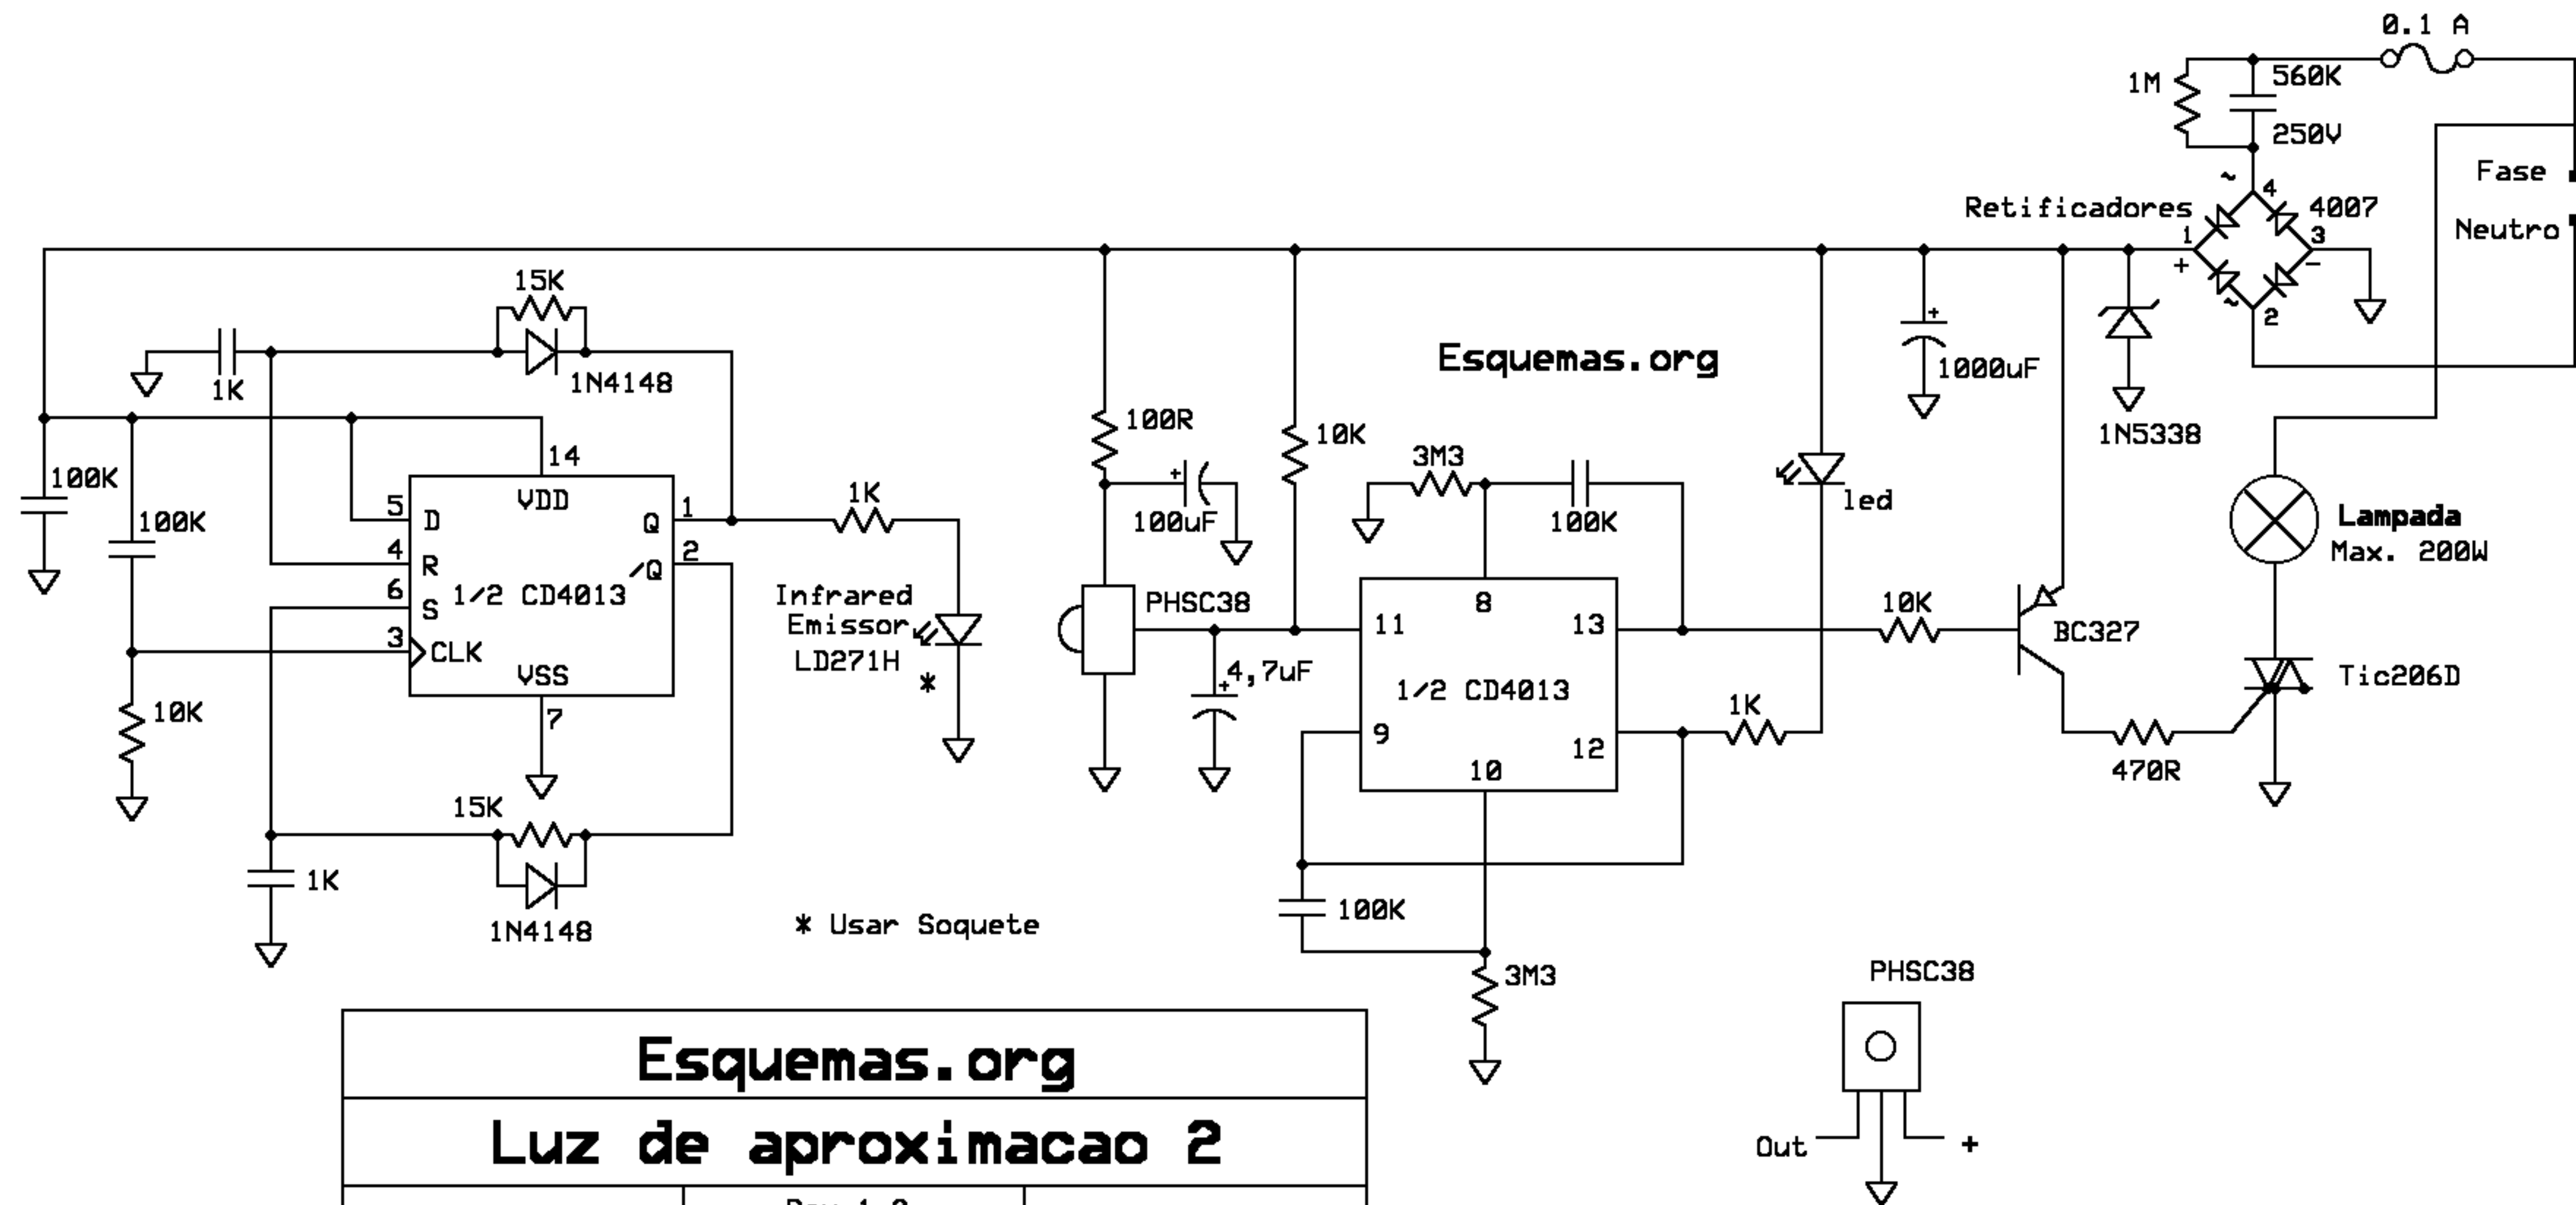 0.1 A
1M
560K
250V
Fase
~
4
Retificadores
4007
1
3
Neutro
+
-
~
2
15K
1N4148
1K
Esquemas.org
+
1000uF
1N5338
100K
14
100R
10K
3M3
VDD
+
100uF
100K
led
Lampada
Max. 200W
100K
5
D
Q
1
1K
4
R
/Q
2
6
S
1/2 CD4013
3
CLK
VSS
7
Infrared
Emissor
LD271H
*
PHSC38
+
4,7uF
11
8
13
10K
BC327
1/2 CD4013
Tic206D
9
12
1K
10
470R
10K
15K
1K
1N4148
* Usar Soquete
100K
3M3
PHSC38
Out
+
Esquemas.org
Luz de aproximacao 2